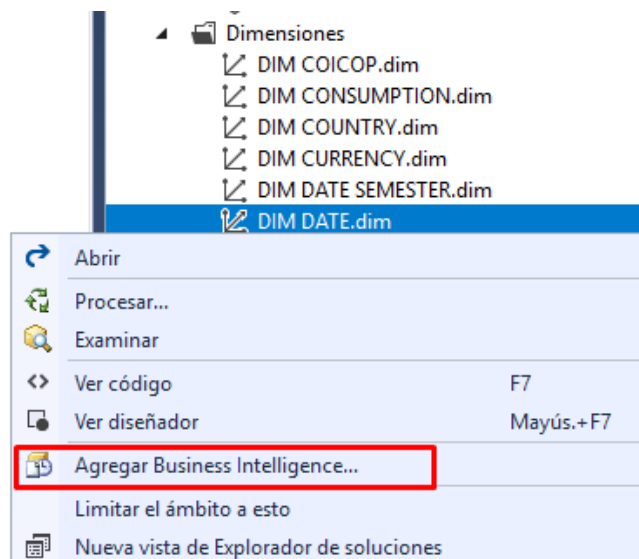 Dimensiones
DIM COICOP.dim
DIM CONSUMPTION.dim
DIM COUNTRY.dim
DIM CURRENCY.dim
DIM DATE SEMESTER.dim
DIM DATE.dim
Abrir
Procesar...
Examinar
Ver código F7
Ver diseñador Mayús.+F7
Agregar Business Intelligence...
Limitar el ámbito a esto
Nueva vista de Explorador de soluciones